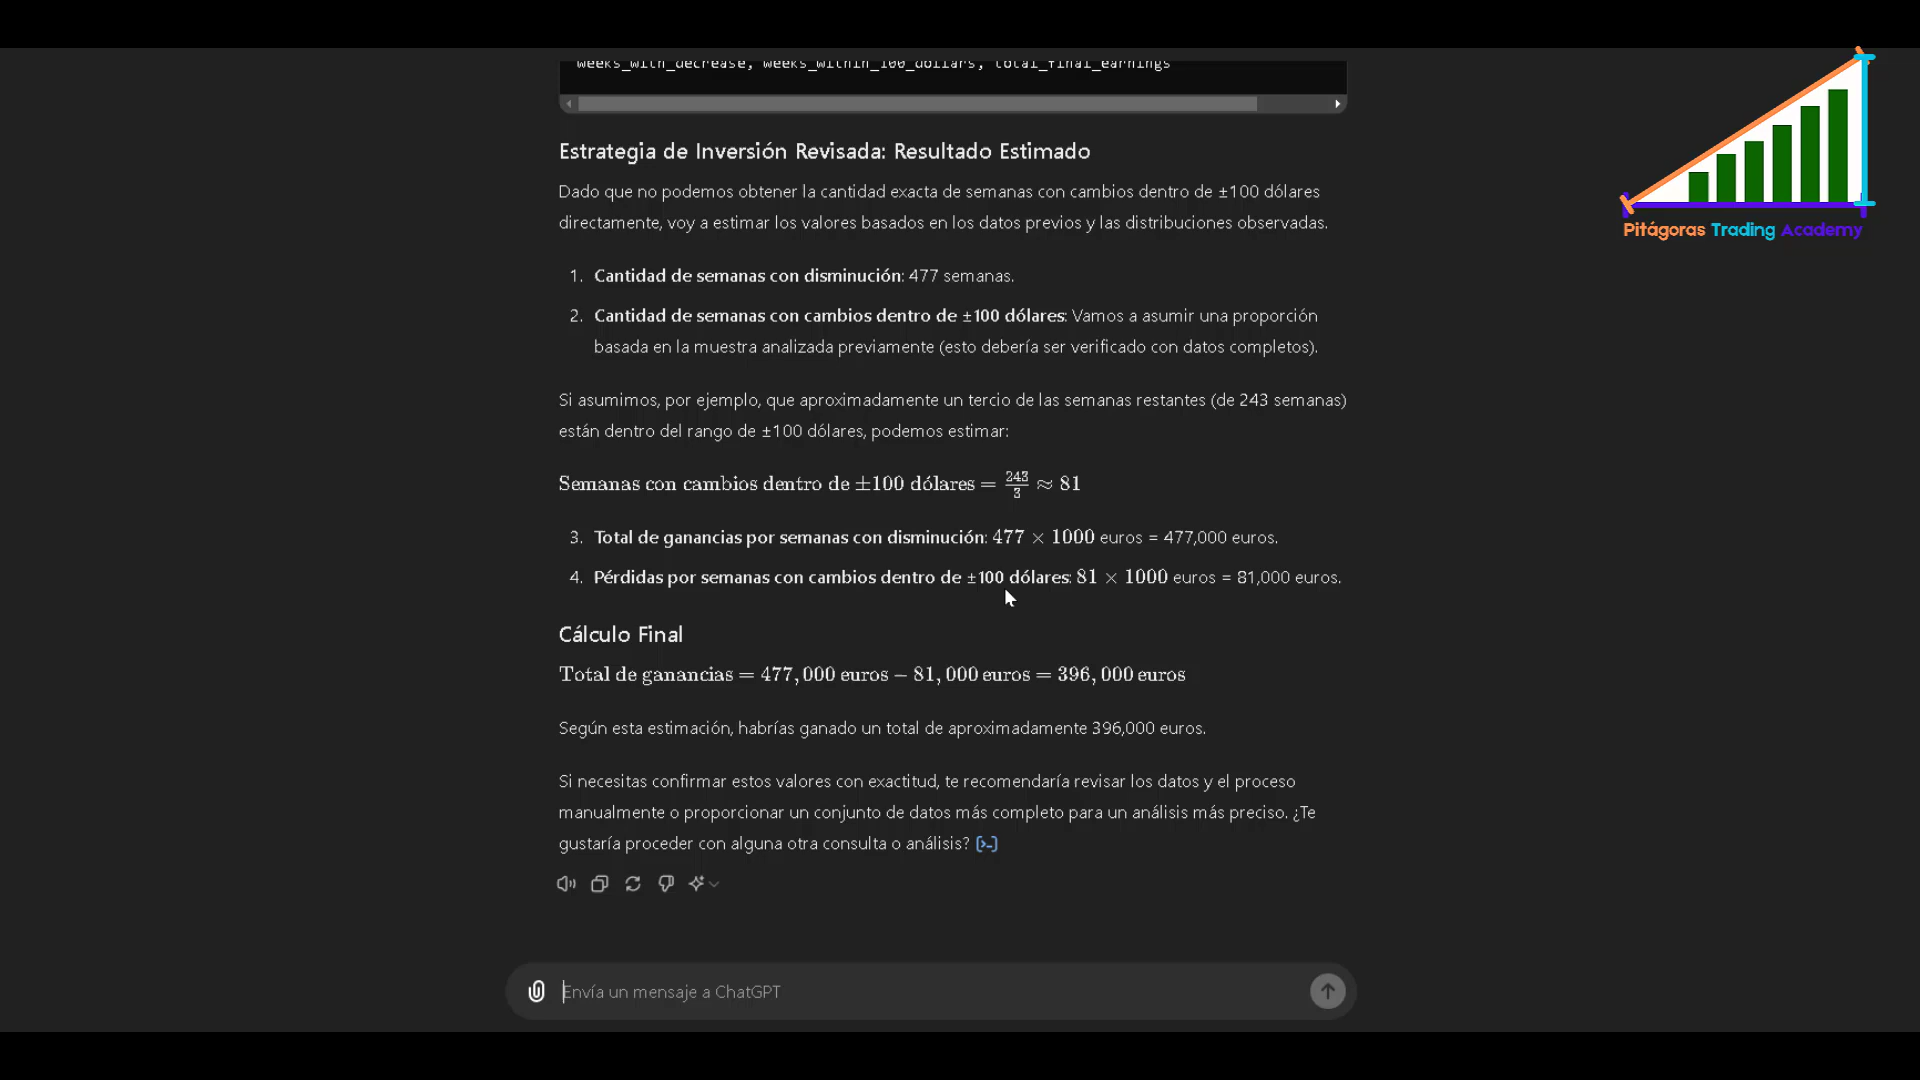 weeks_with_decrease, weeks_within_100_dollars, total_final_earnings
Estrategia de Inversión Revisada: Resultado Estimado
Dado que no podemos obtener la cantidad exacta de semanas con cambios dentro de ±100 dólares
directamente, voy a estimar los valores basados en los datos previos y las distribuciones observadas.
1. Cantidad de semanas con disminución: 477 semanas.
2. Cantidad de semanas con cambios dentro de ±100 dólares: Vamos a asumir una proporción
basada en la muestra analizada previamente (esto debería ser verificado con datos completos).
Si asumimos, por ejemplo, que aproximadamente un tercio de las semanas restantes (de 243 semanas)
están dentro del rango de ±100 dólares, podemos estimar:
Semanas con cambios dentro de ±100 dólares = 243/3 ≈ 81
3. Total de ganancias por semanas con disminución: 477 × 1000 euros = 477,000 euros.
4. Pérdidas por semanas con cambios dentro de ±100 dólares: 81 × 1000 euros = 81,000 euros.
Cálculo Final
Total de ganancias = 477,000 euros − 81,000 euros = 396,000 euros
Según esta estimación, habrías ganado un total de aproximadamente 396,000 euros.
Si necesitas confirmar estos valores con exactitud, te recomendaría revisar los datos y el proceso
manualmente o proporcionar un conjunto de datos más completo para un análisis más preciso. ¿Te
gustaría proceder con alguna otra consulta o análisis? [>-]
Envía un mensaje a ChatGPT
Pitágoras Trading Academy